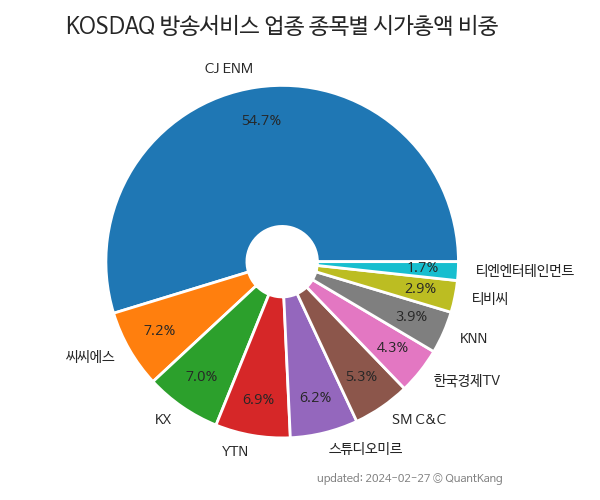 KOSDAQ 방송서비스 업종 종목별 시가총액 비중
CJ ENM
54.7%
1.7%
티엔엔터테인먼트
2.9%
티비씨
3.9%
KNN
7.2%
씨씨에스
4.3%
한국경제TV
7.0%
KX
5.3%
SM C&C
6.9%
YTN
6.2%
스튜디오미르
updated: 2024-02-27 © QuantKang